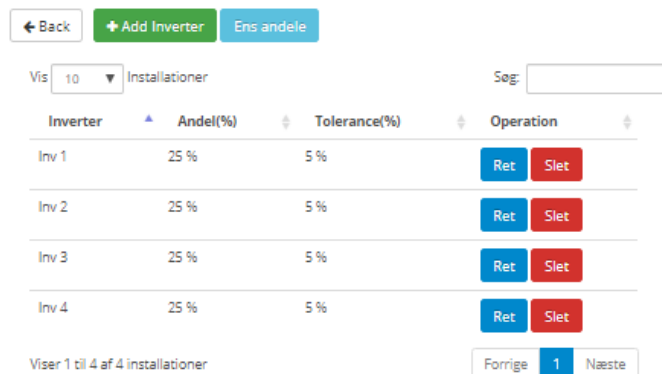 Back Add Inverter Ens andele
Vis 10 Installationer Søg:
Inverter Andel(%) Tolerance(%) Operation
Inv 1 25 % 5 % Ret Slet
Inv 2 25 % 5 % Ret Slet
Inv 3 25 % 5 % Ret Slet
Inv 4 25 % 5 % Ret Slet
Viser 1 til 4 af 4 installationer Forrige 1 Næste